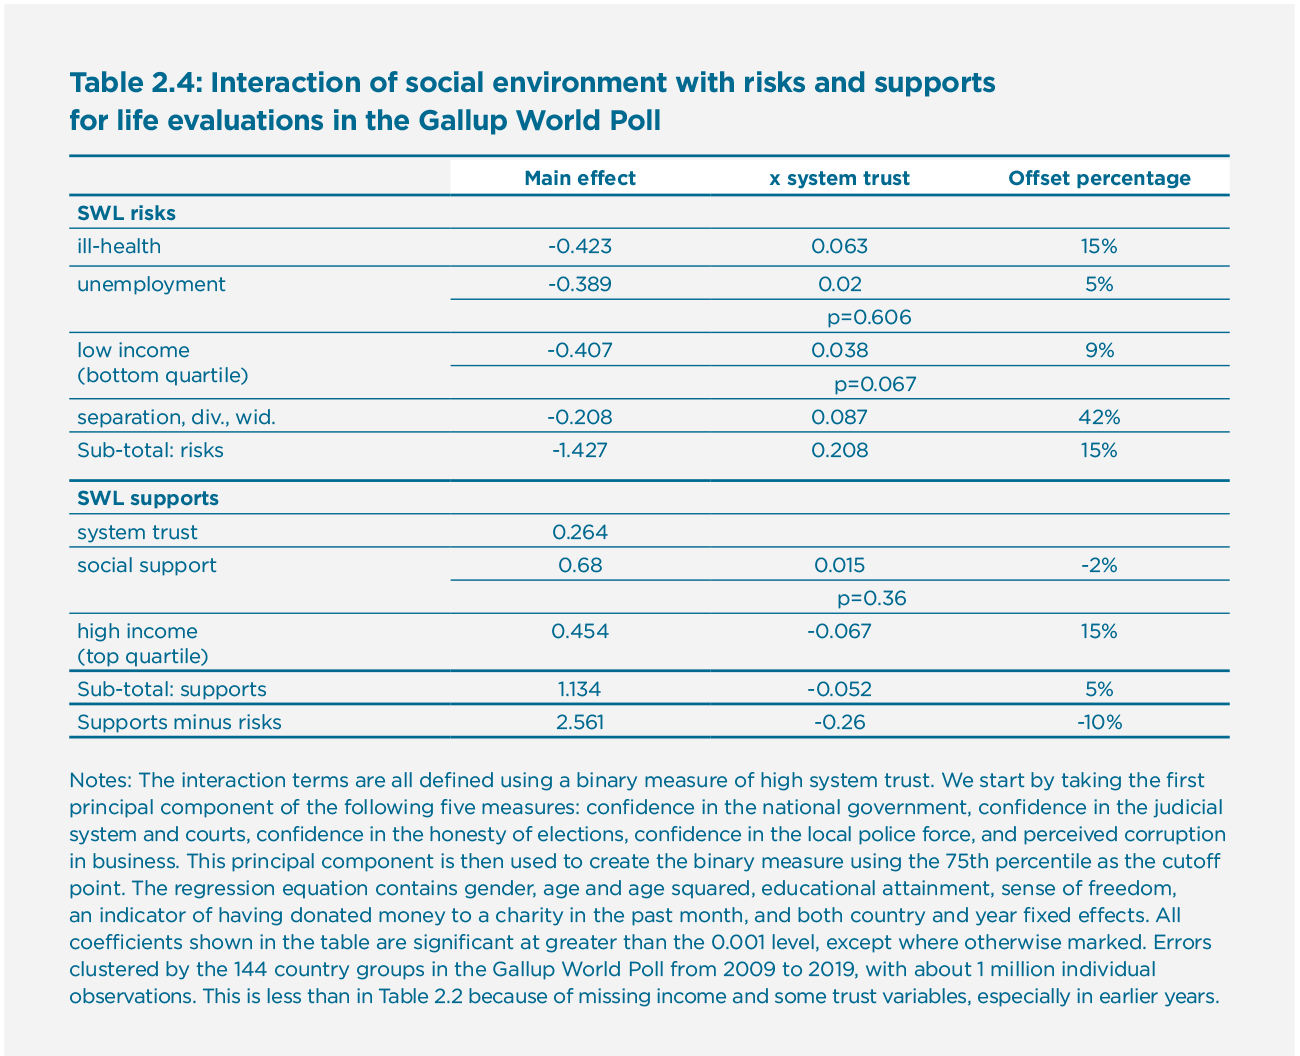 Table 2.4: Interaction of social environment with risks and supports
for life evaluations in the Gallup World Poll
Main effect x system trust Offset percentage
SWL risks
ill-health -0.423 0.063 15%
unemployment -0.389 0.02 5%
p=0.606
low income -0.407 0.038 9%
(bottom quartile)
p=0.067
separation, div., wid. -0.208 0.087 42%
Sub-total: risks -1.427 0.208 15%
SWL supports
system trust 0.264
social support 0.68 0.015 -2%
p=0.36
high income 0.454 -0.067 15%
(top quartile)
Sub-total: supports 1.134 -0.052 5%
Supports minus risks 2.561 -0.26 -10%
Notes: The interaction terms are all defined using a binary measure of high system trust. We start by taking the first
principal component of the following five measures: confidence in the national government, confidence in the judicial
system and courts, confidence in the honesty of elections, confidence in the local police force, and perceived corruption
in business. This principal component is then used to create the binary measure using the 75th percentile as the cutoff
point. The regression equation contains gender, age and age squared, educational attainment, sense of freedom,
an indicator of having donated money to a charity in the past month, and both country and year fixed effects. All
coefficients shown in the table are significant at greater than the 0.001 level, except where otherwise marked. Errors
clustered by the 144 country groups in the Gallup World Poll from 2009 to 2019, with about 1 million individual
observations. This is less than in Table 2.2 because of missing income and some trust variables, especially in earlier years.